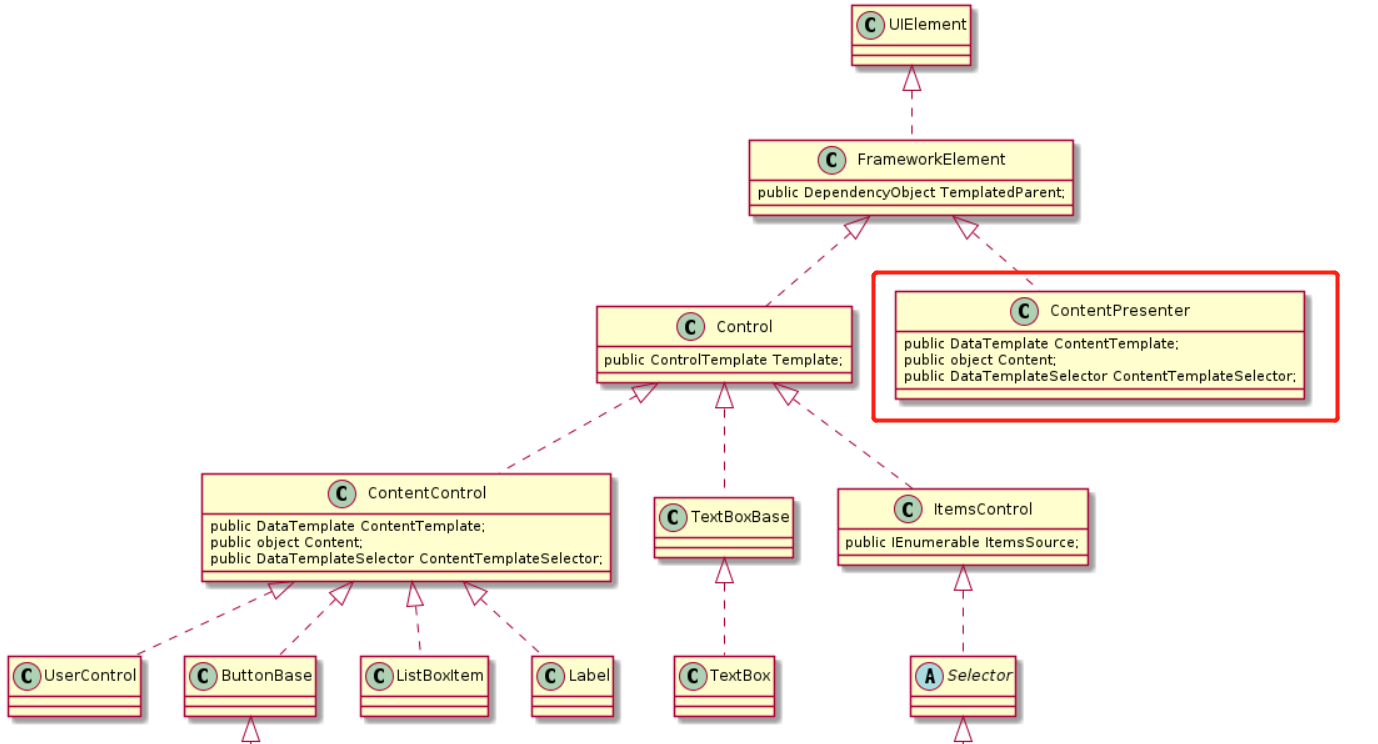 C UIElement
C FrameworkElement
public DependencyObject TemplatedParent;
C Control
public ControlTemplate Template;
C ContentPresenter
public DataTemplate ContentTemplate;
public object Content;
public DataTemplateSelector ContentTemplateSelector;
C ContentControl
public DataTemplate ContentTemplate;
public object Content;
public DataTemplateSelector ContentTemplateSelector;
C TextBoxBase
C ItemsControl
public IEnumerable ItemsSource;
C UserControl
C ButtonBase
C ListBoxItem
C Label
C TextBox
A Selector